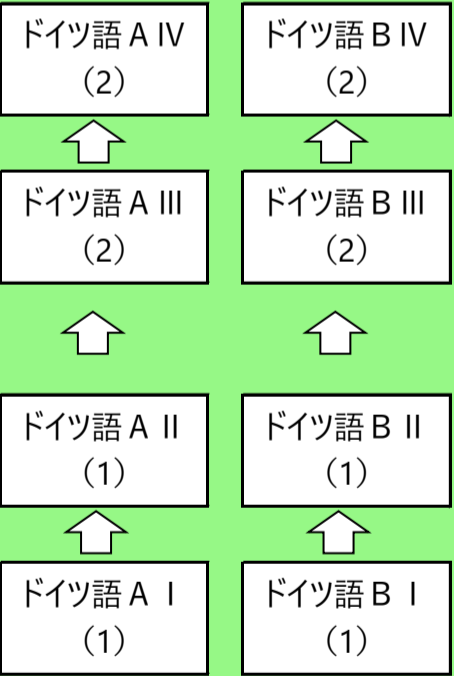 ドイツ語 A Ⅳ
（2）
ドイツ語 B Ⅳ
（2）
ドイツ語 A Ⅲ
（2）
ドイツ語 B Ⅲ
（2）
ドイツ語 A Ⅱ
（1）
ドイツ語 B Ⅱ
（1）
ドイツ語 A Ⅰ
（1）
ドイツ語 B Ⅰ
（1）